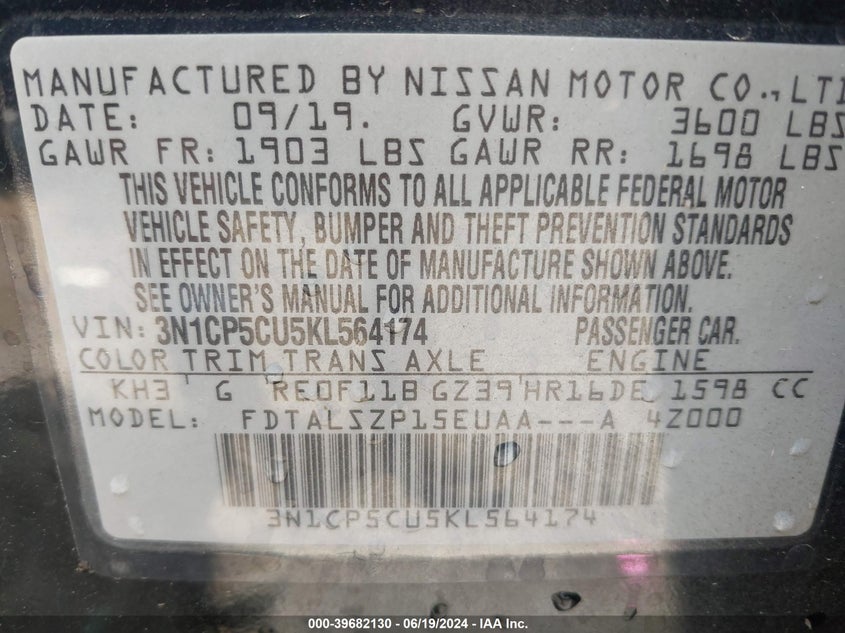 MANUFACTURED BY NISSAN MOTOR CO., LTD
DATE: 09/19. GVWR: 3600 LBS
GAWR FR: 1903 LBS GAWR RR: 1698 LBS
THIS VEHICLE CONFORMS TO ALL APPLICABLE FEDERAL MOTOR
VEHICLE SAFETY, BUMPER AND THEFT PREVENTION STANDARDS
IN EFFECT ON THE DATE OF MANUFACTURE SHOWN ABOVE.
SEE OWNER'S MANUAL FOR ADDITIONAL INFORMATION.
VIN: 3N1CP5CU5KL564174 PASSENGER CAR.
COLOR TRIM TRANS AXLE ENGINE
KH3 G RE0F11B GZ39 HR16DE 1598 CC
MODEL: FDTALSZP15EUAA---A 4Z000
3N1CP5CU5KL564174
000-39682130 - 06/19/2024 - IAA Inc.